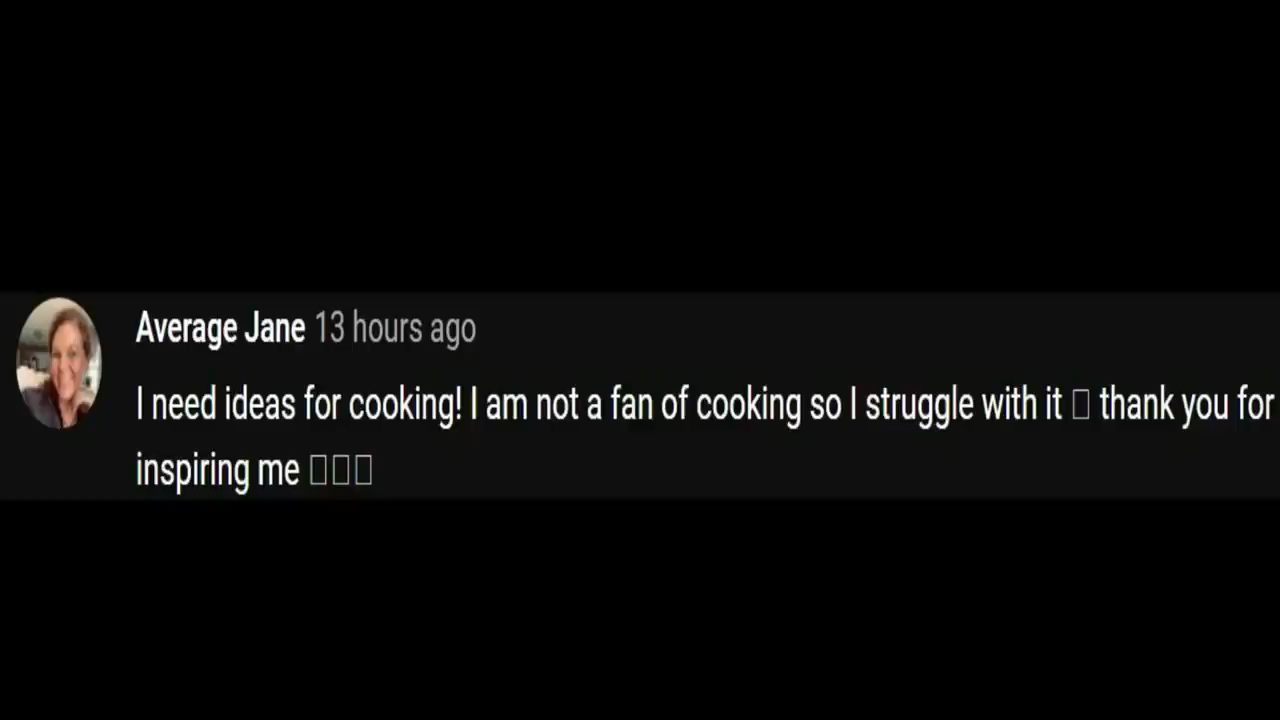 Average Jane 13 hours ago
I need ideas for cooking! I am not a fan of cooking so I struggle with it □ thank you for
inspiring me □□□